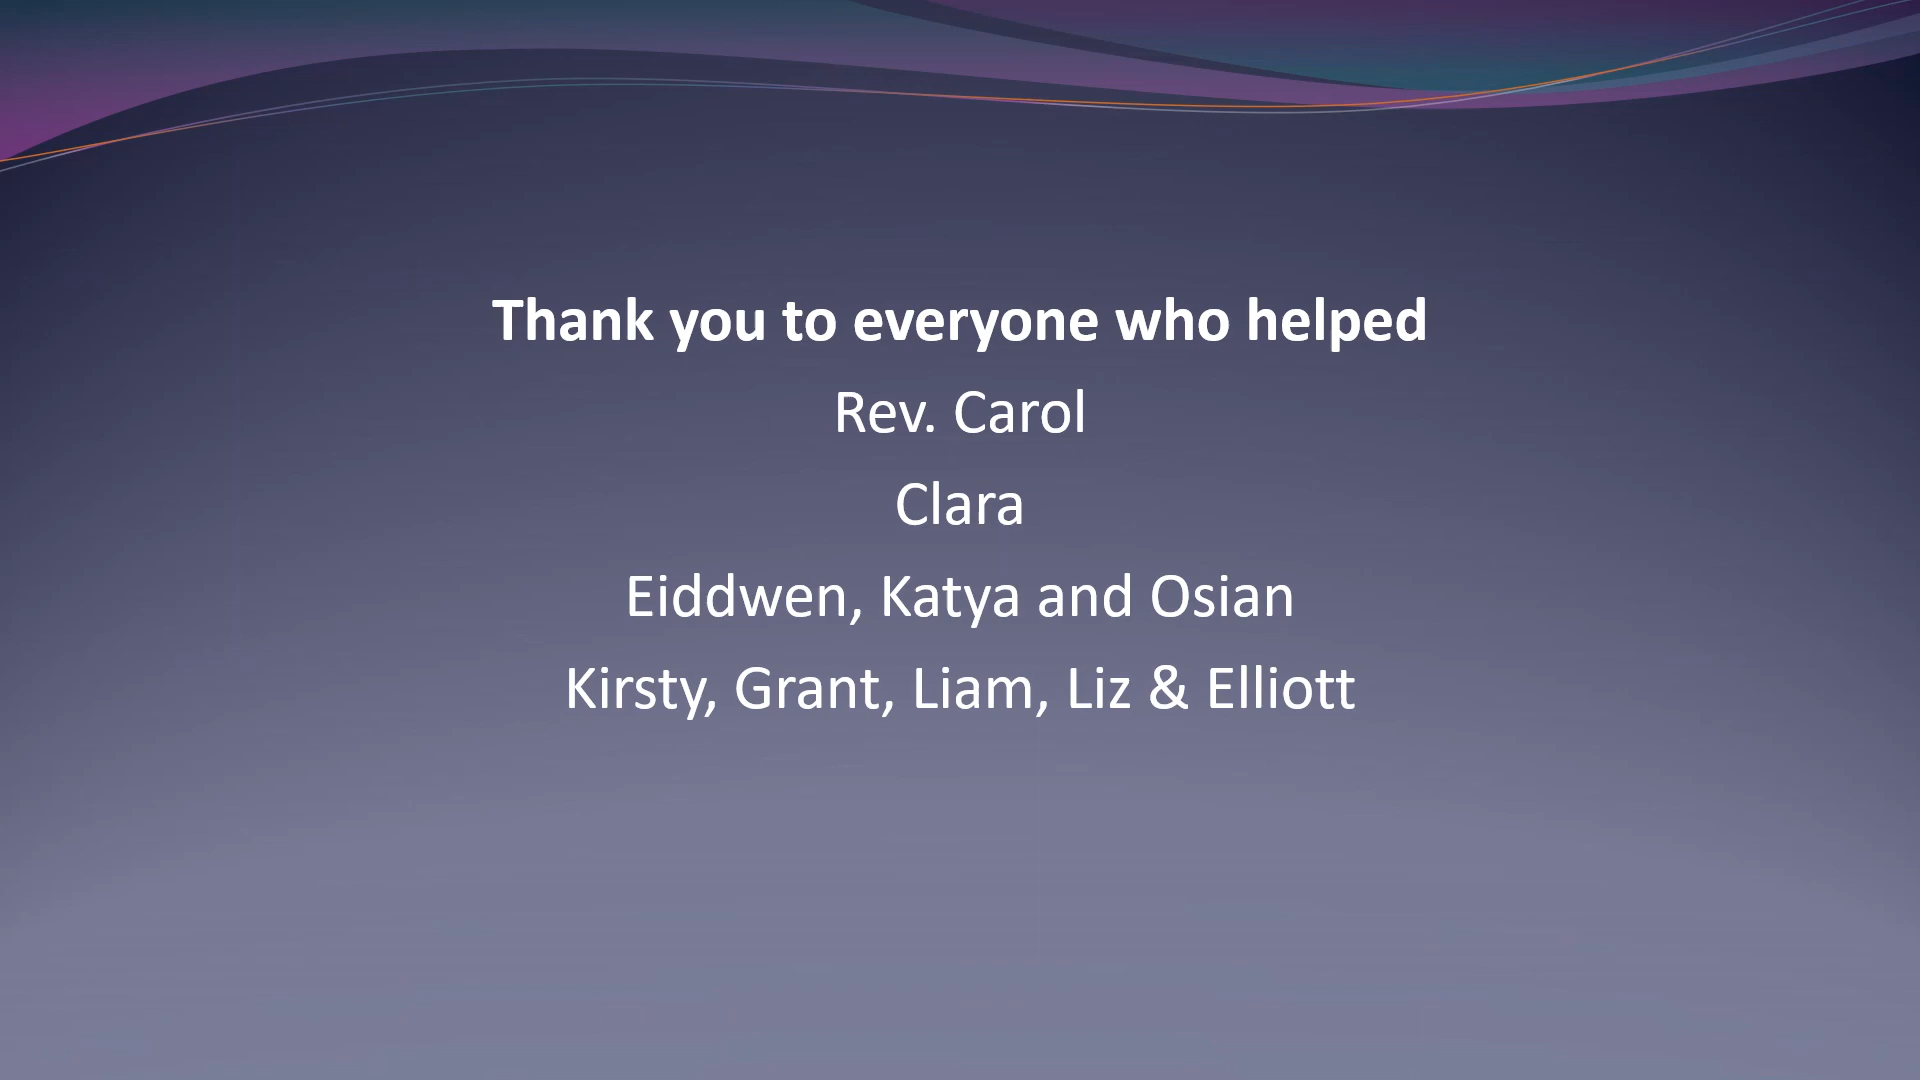 Thank you to everyone who helped
Rev. Carol
Clara
Eiddwen, Katya and Osian
Kirsty, Grant, Liam, Liz & Elliott